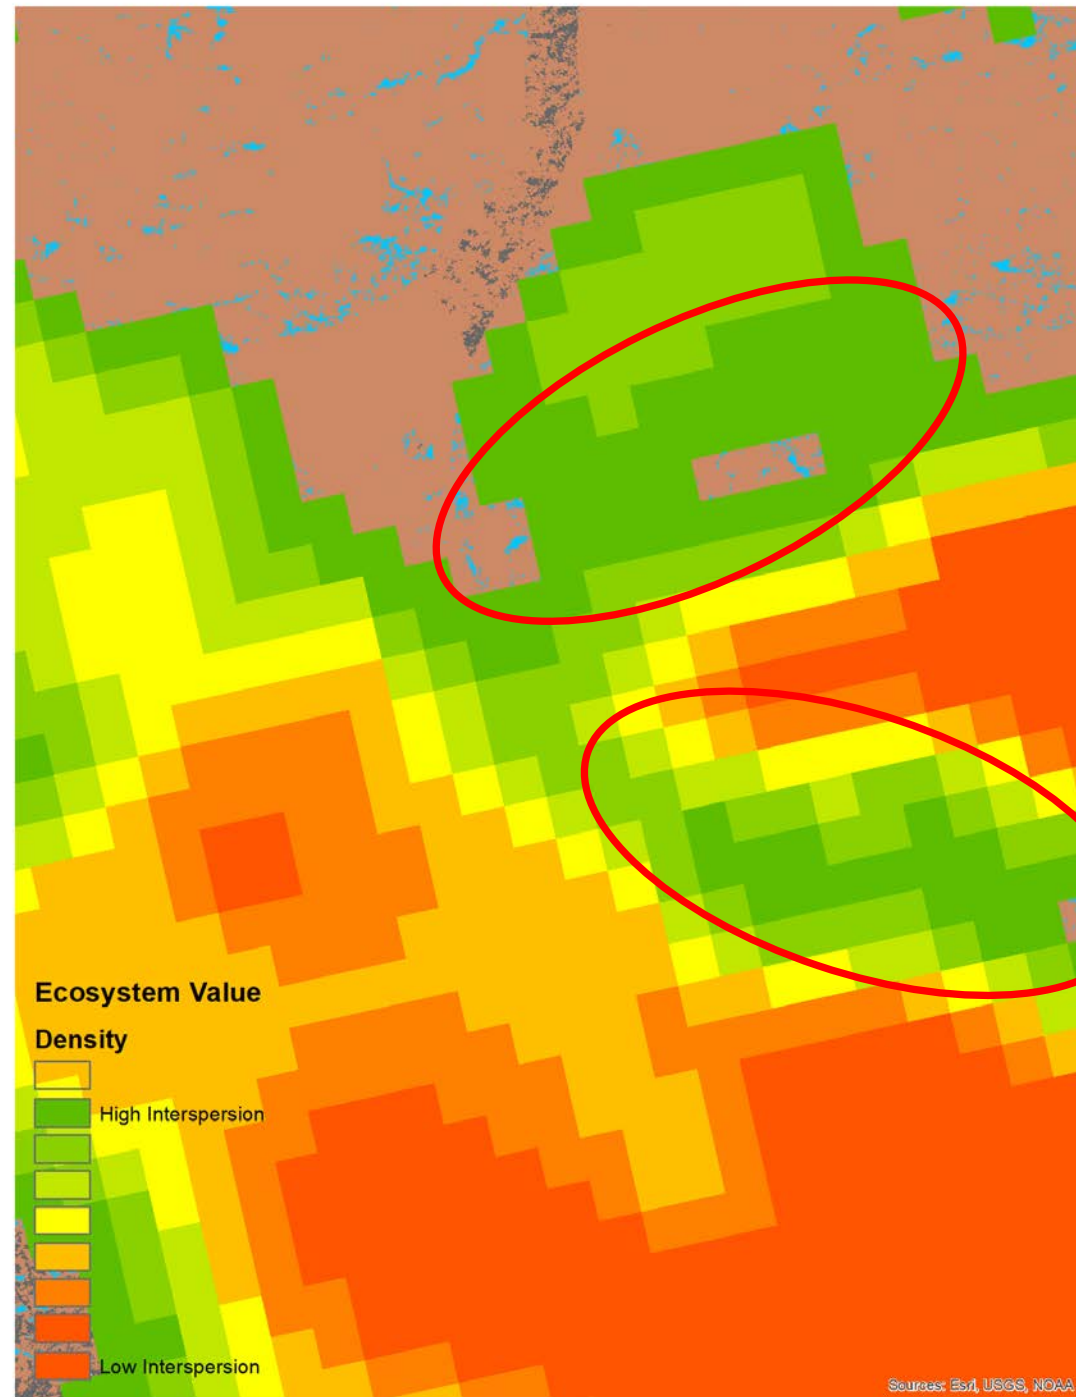 Ecosystem Value
Density
High Interspersion
Low Interspersion
Sources: Esri, USGS, NOAA